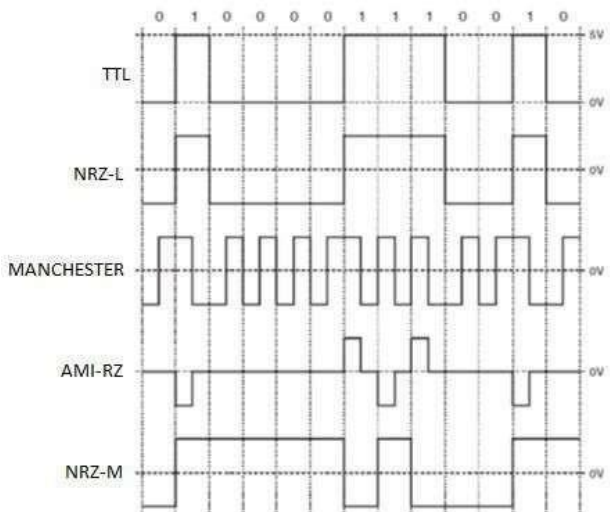 0 1 0 0 0 0 1 1 1 0 0 1 0
5V
TTL
0V
NRZ-L
0V
MANCHESTER
0V
AMI-RZ
0V
NRZ-M
0V